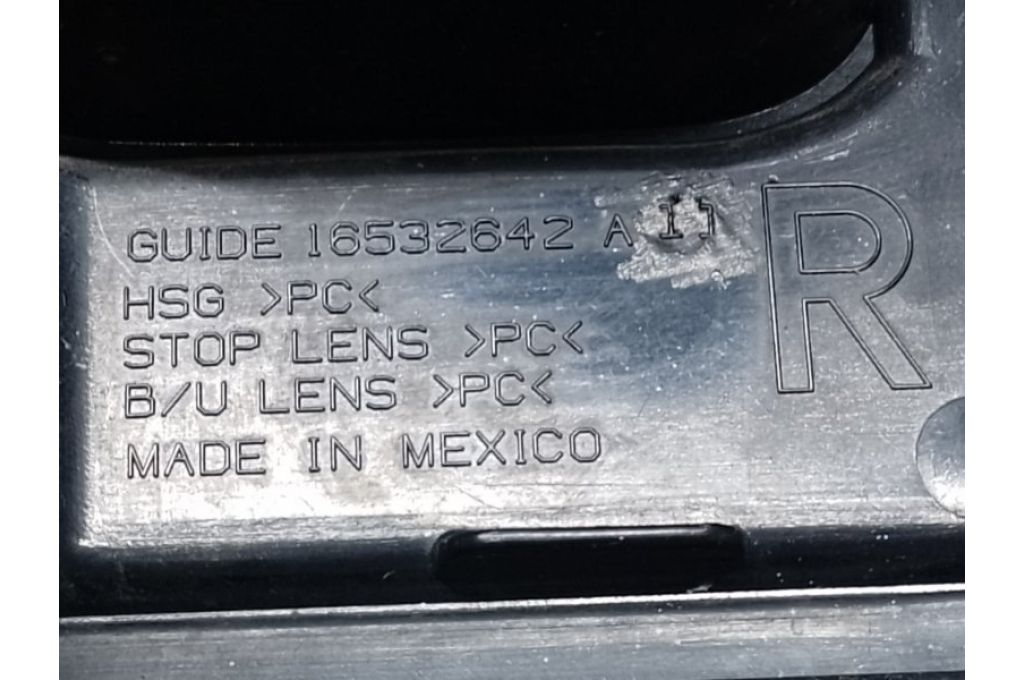 GUIDE 16532642 A
HSG >PC<
STOP LENS >PC<
B/U LENS >PC<
MADE IN MEXICO
R